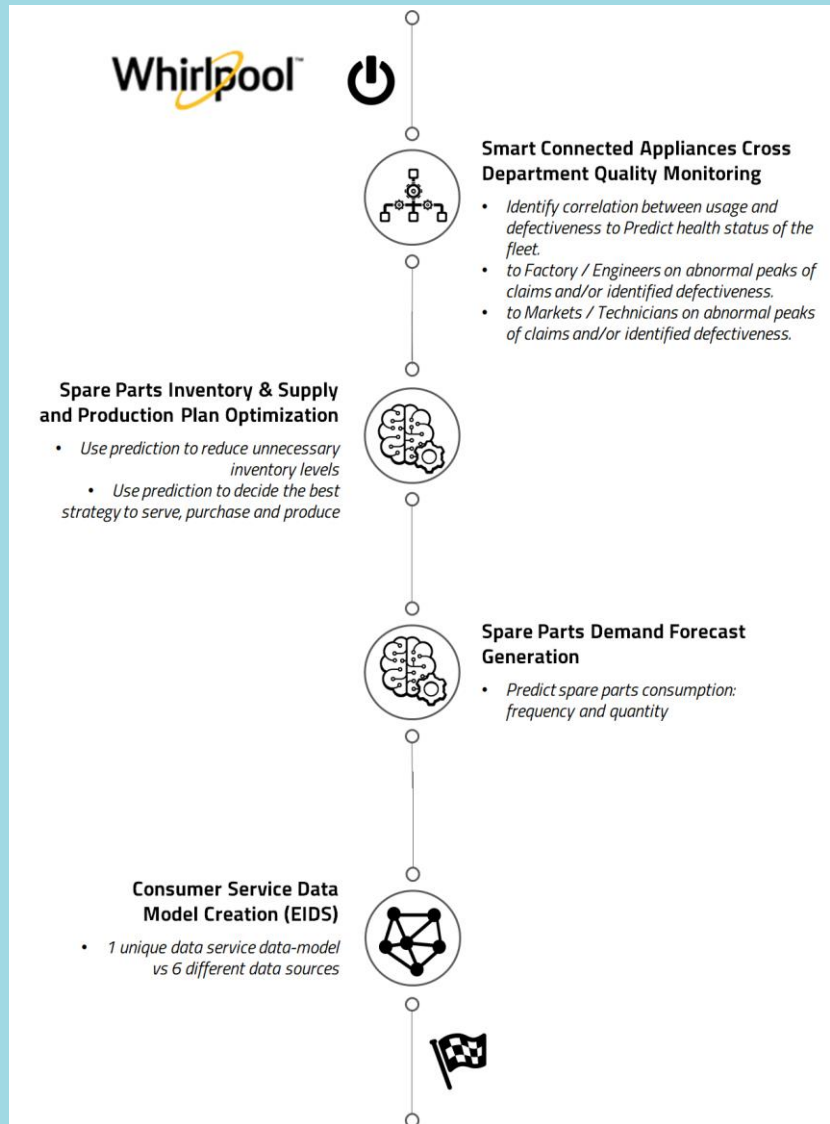 Whirlpool™
Smart Connected Appliances Cross
Department Quality Monitoring
• Identify correlation between usage and
defectiveness to Predict health status of the
fleet.
• to Factory / Engineers on abnormal peaks of
claims and/or identified defectiveness.
• to Markets / Technicians on abnormal peaks
of claims and/or identified defectiveness.
Spare Parts Inventory & Supply
and Production Plan Optimization
• Use prediction to reduce unnecessary
inventory levels
• Use prediction to decide the best
strategy to serve, purchase and produce
Spare Parts Demand Forecast
Generation
• Predict spare parts consumption:
frequency and quantity
Consumer Service Data
Model Creation (EIDS)
• 1 unique data service data-model
vs 6 different data sources